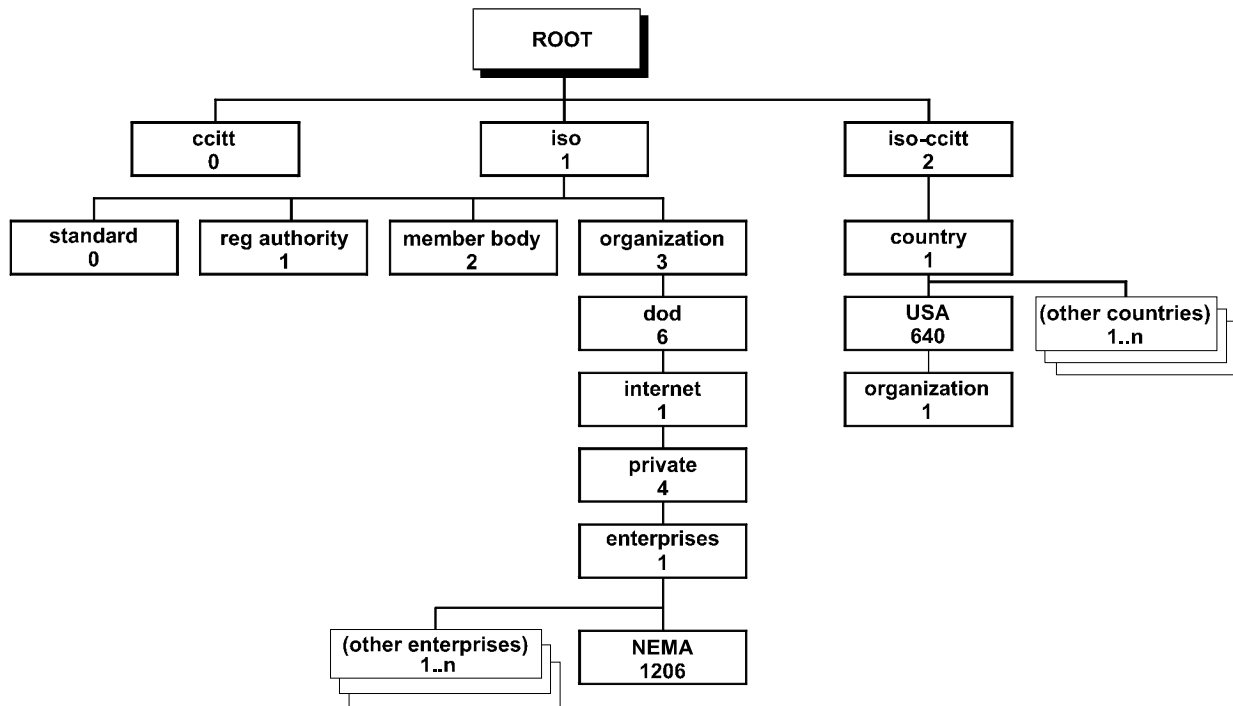 ROOT
ccitt
0
iso
1
iso-ccitt
2
standard
0
reg authority
1
member body
2
organization
3
country
1
dod
6
USA
640
(other countries)
1..n
internet
1
organization
1
private
4
enterprises
1
(other enterprises)
1..n
NEMA
1206